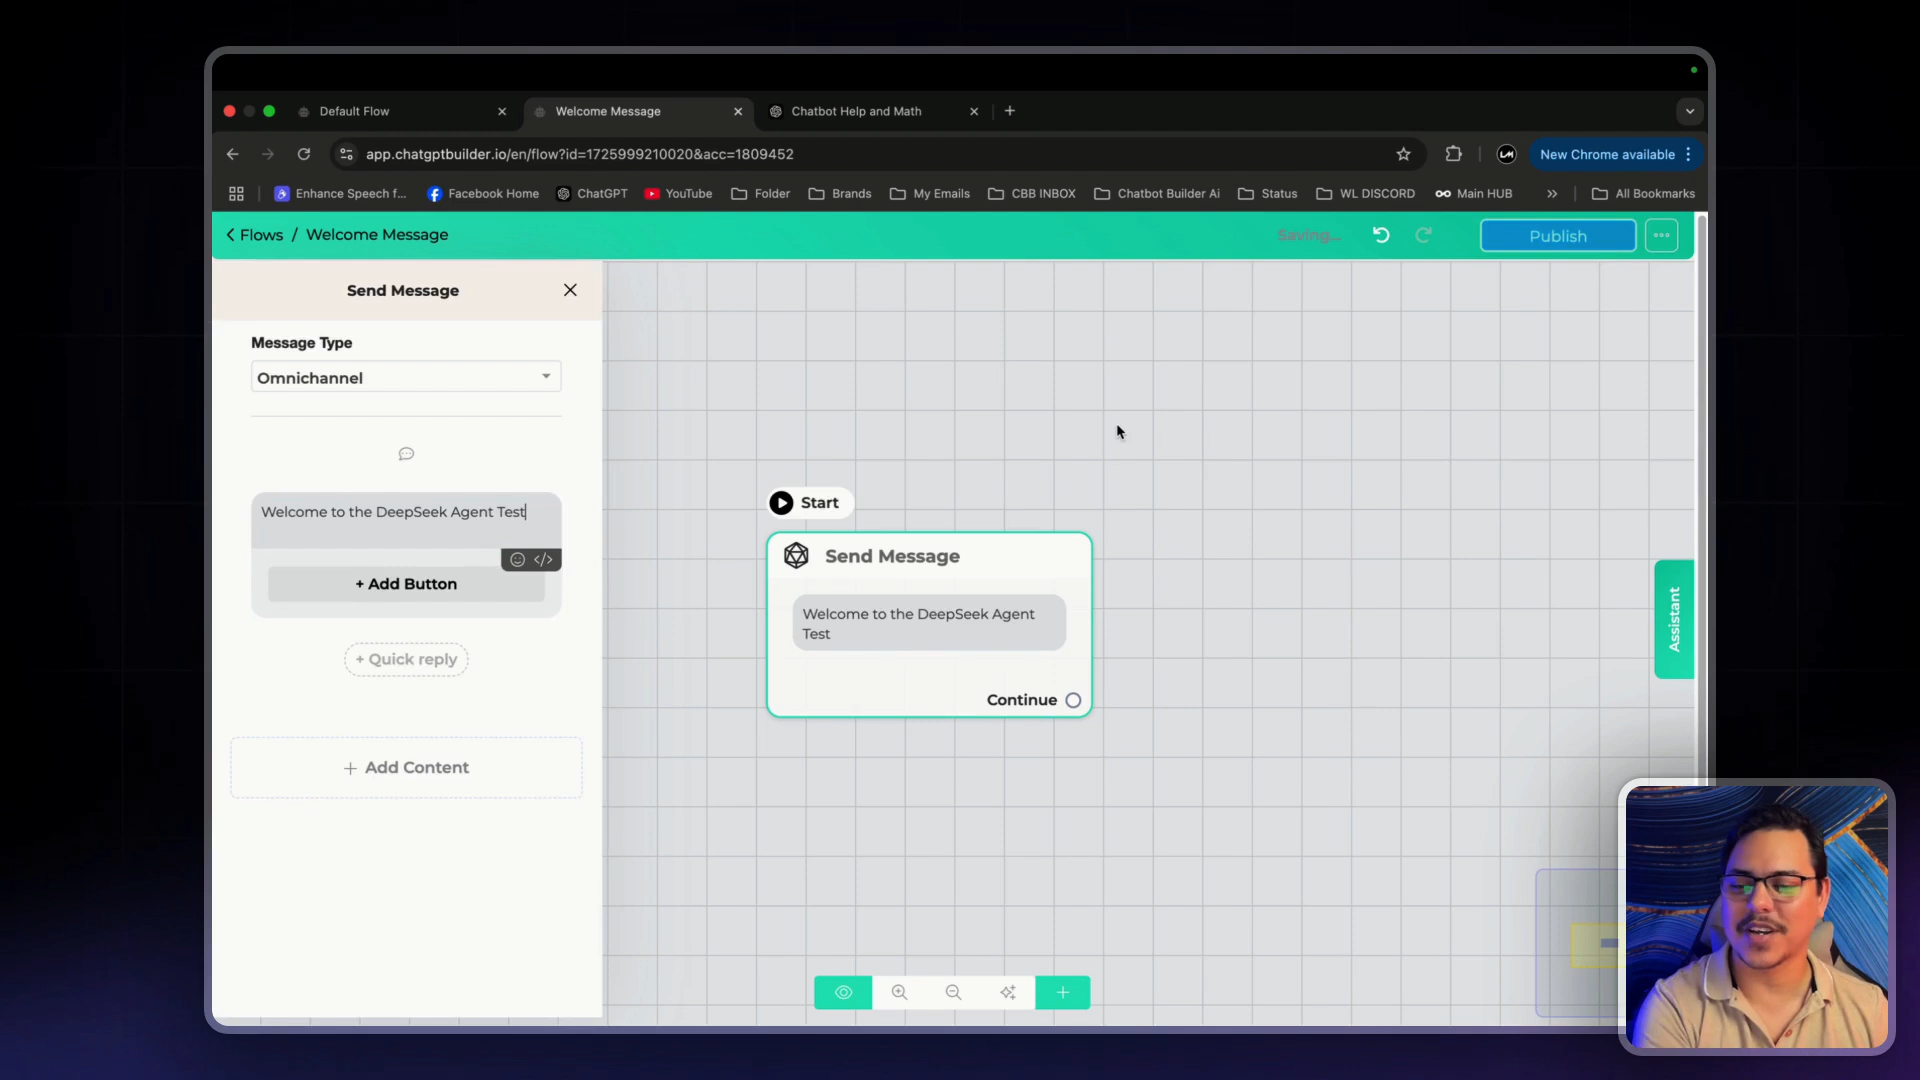 Default Flow
Welcome Message
Chatbot Help and Math
app.chatgptbuilder.io/en/flow?id=1725999210020&acc=1809452
New Chrome available
Enhance Speech f...
Facebook Home
ChatGPT
YouTube
Folder
Brands
My Emails
CBB INBOX
Chatbot Builder Ai
Status
WL DISCORD
Main HUB
All Bookmarks
Flows / Welcome Message
Saving...
Publish
Send Message
Message Type
Omnichannel
Welcome to the DeepSeek Agent Test
+ Add Button
+ Quick reply
+ Add Content
Start
Send Message
Welcome to the DeepSeek Agent
Test
Continue
Assistant